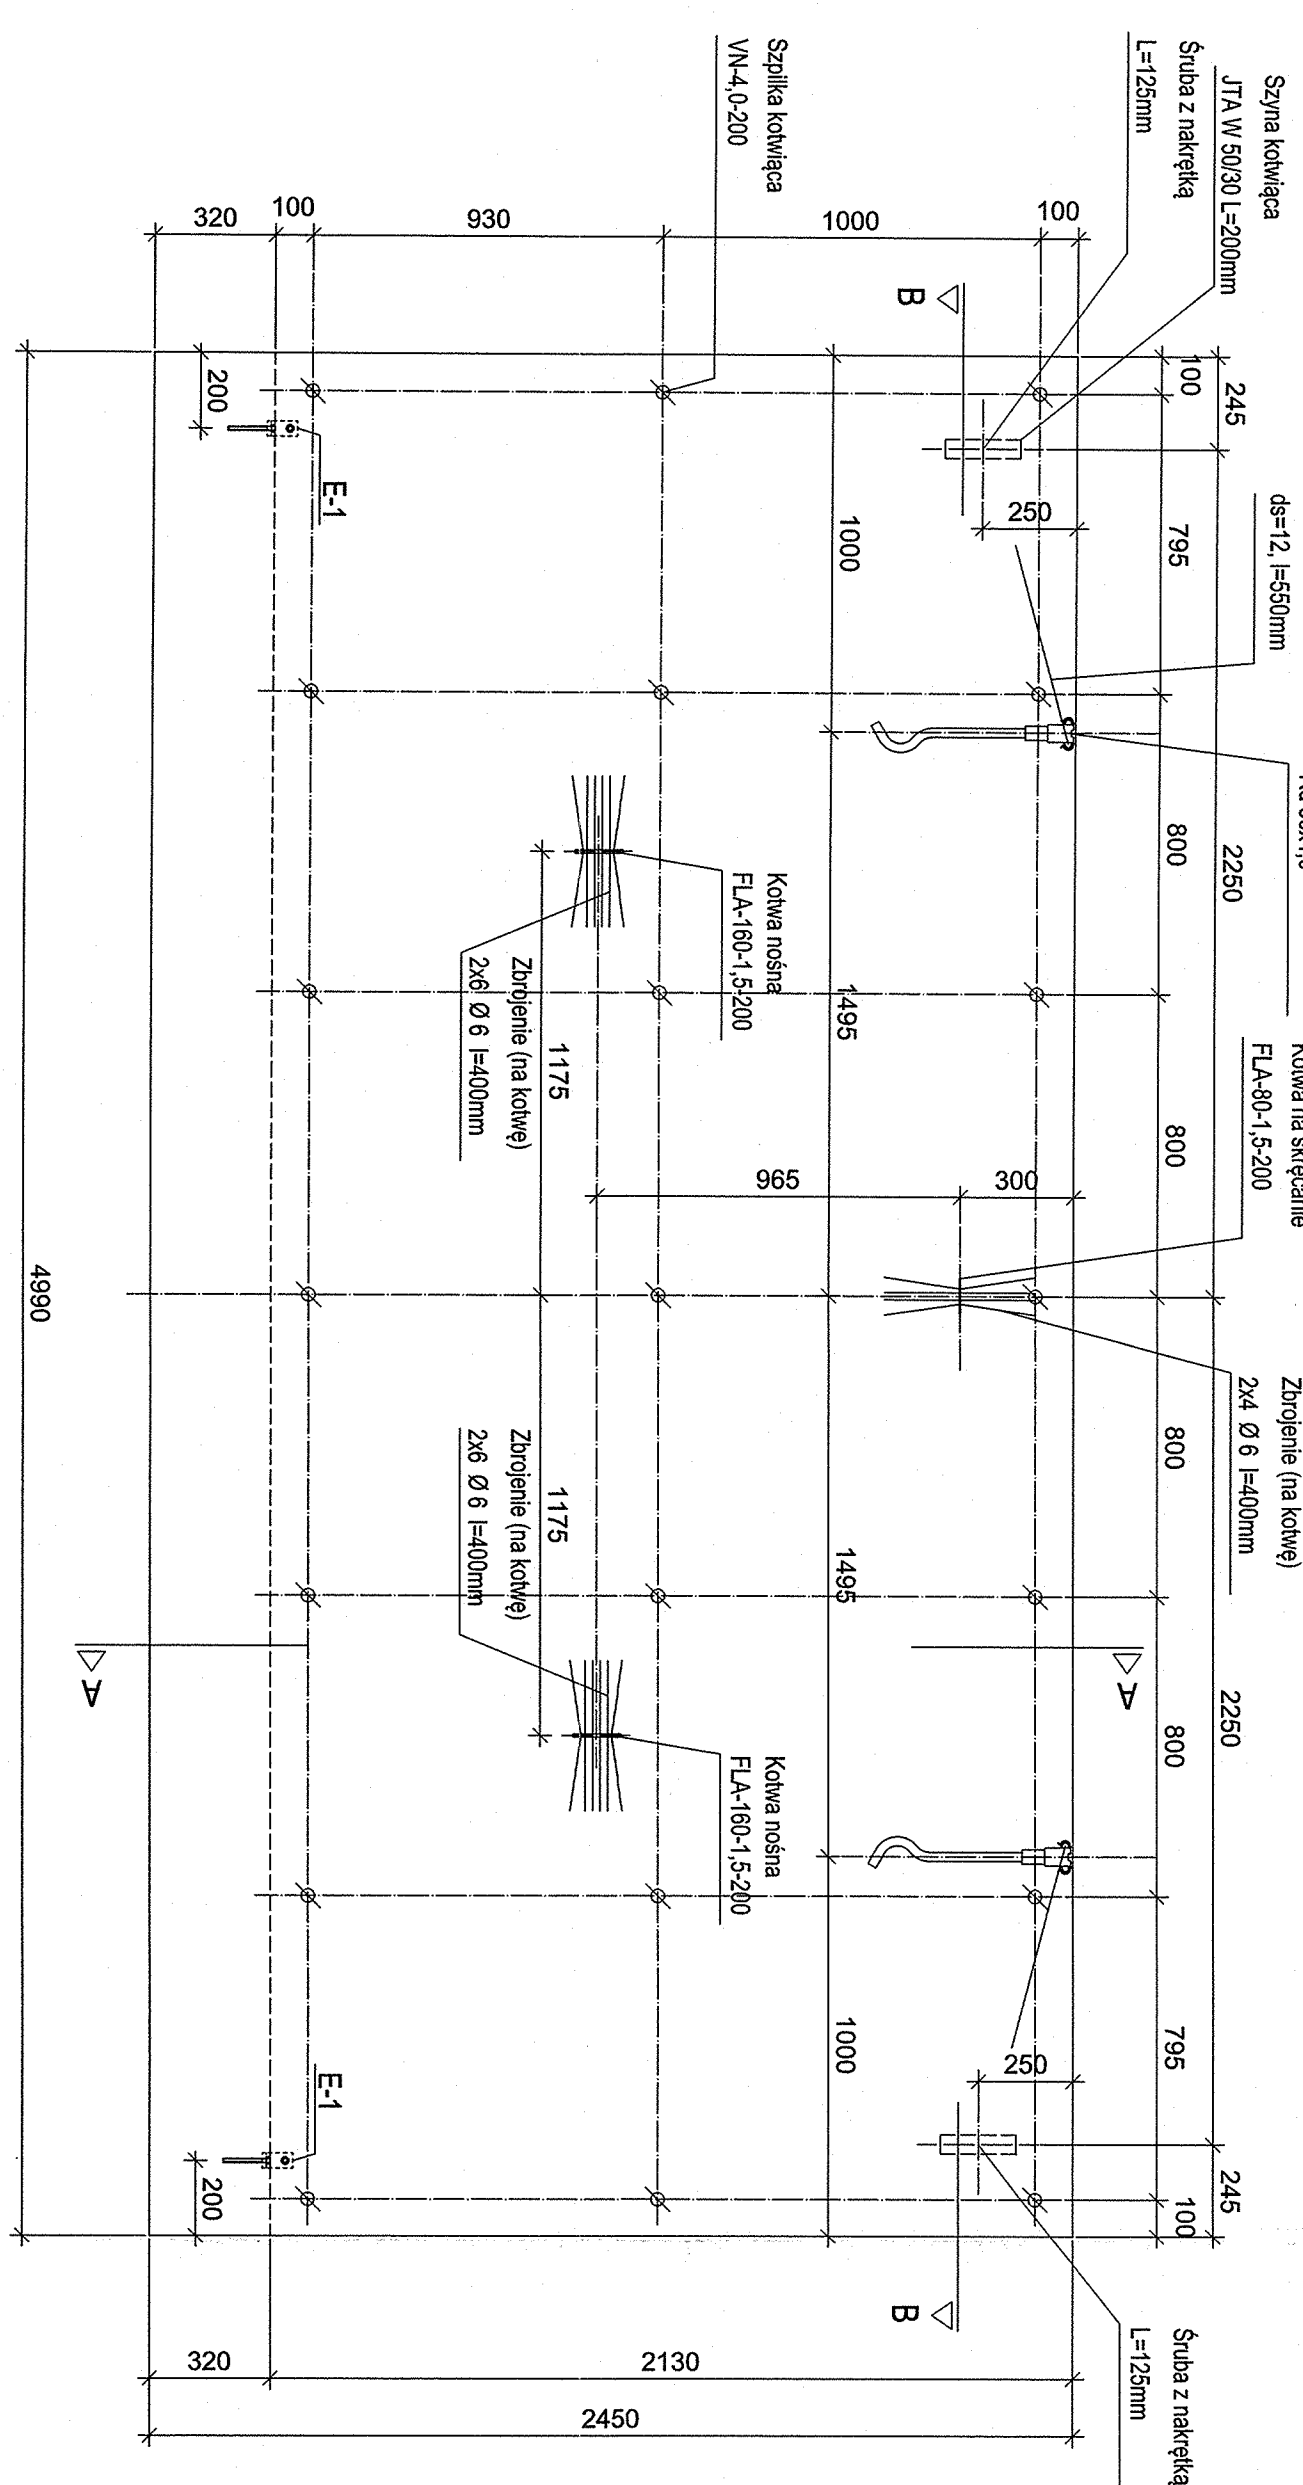 Szyna kotwiąca
JTA W 50/30 L=200mm
Śruba z nakrętką
L=125mm
Szpilka kotwiąca
VN-4,0-200
ds=12, l=550mm
Kotwa na skręcanie
FLA-80-1,5-200
Zbrojenie (na kotwę)
2x4 Ø 6 l=400mm
Śruba z nakrętką
L=125mm
245
2250
2250
245
100
795
800
800
800
800
795
100
100
1000
930
100
320
B
250
1000
1495
1495
1000
300
965
A
250
B
Kotwa nośna
FLA-160-1,5-200
Kotwa nośna
FLA-160-1,5-200
1175
1175
Zbrojenie (na kotwę)
2x6 Ø 6 l=400mm
Zbrojenie (na kotwę)
2x6 Ø 6 l=400mm
E-1
E-1
200
200
A
4990
2130
320
2450